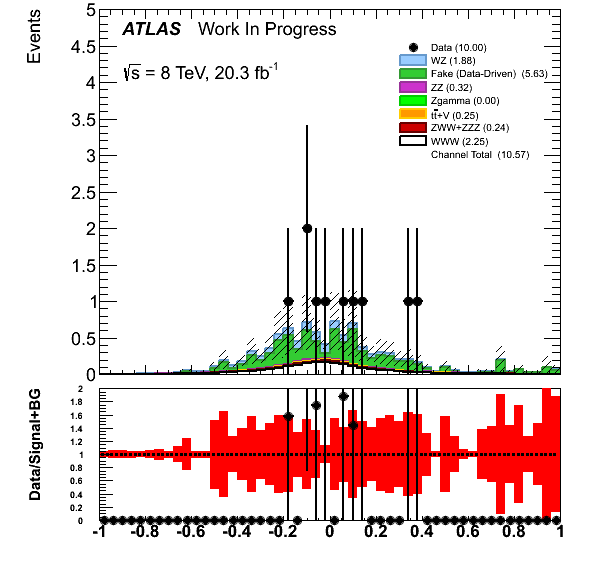 Events
ATLAS Work In Progress
√s = 8 TeV, 20.3 fb-1
Data (10.00)
WZ (1.88)
Fake (Data-Driven) (5.63)
ZZ (0.32)
Zgamma (0.00)
tt̄+V (0.25)
ZWW+ZZZ (0.24)
WWW (2.25)
Channel Total (10.57)
5
4.5
4
3.5
3
2.5
2
1.5
1
0.5
0
Data/Signal+BG
2
1.8
1.6
1.4
1.2
1
0.8
0.6
0.4
0.2
0
-1 -0.8 -0.6 -0.4 -0.2 0 0.2 0.4 0.6 0.8 1